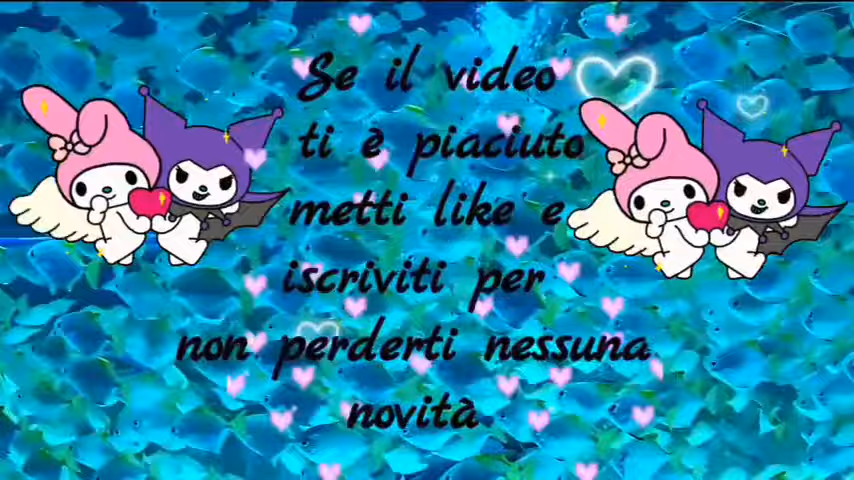 Se il video
ti è piaciuto
metti like e
iscriviti per
non perderti nessuna
novità